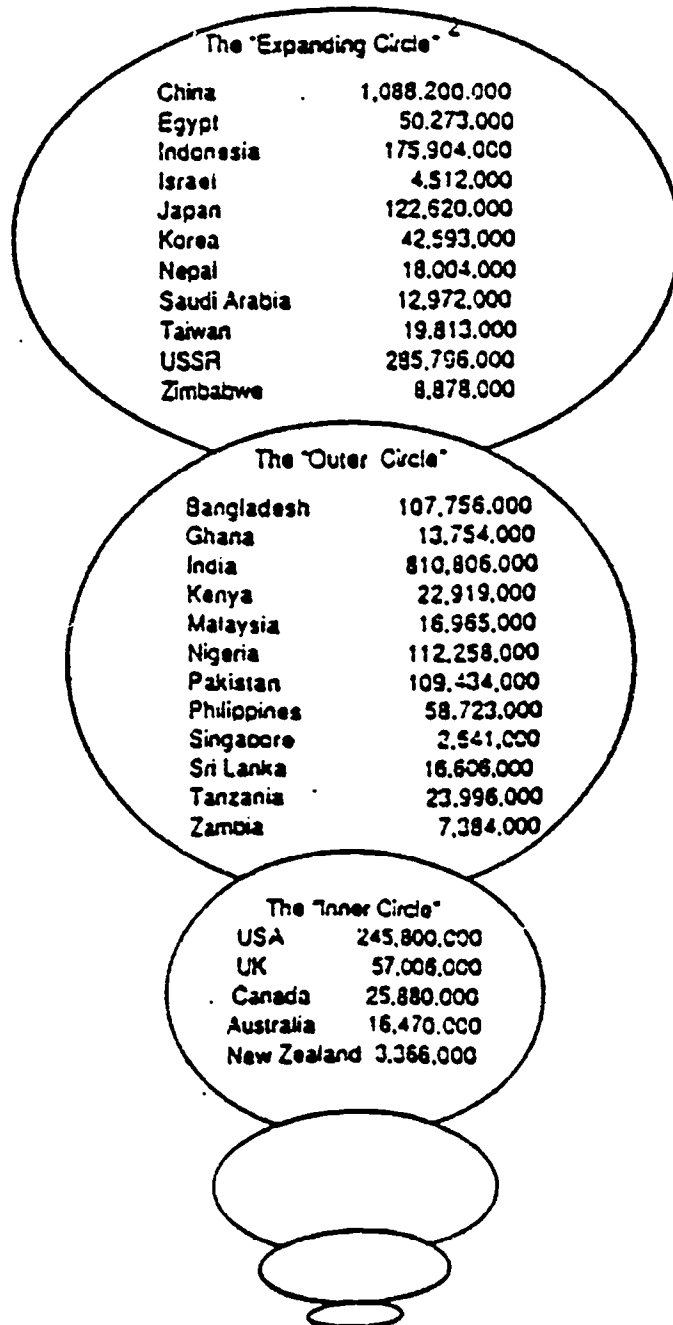 The "Expanding Circle" 2
China 1,088.200.000
Egypt 50.273.000
Indonesia 175.904.000
Israel 4.512.000
Japan 122.620.000
Korea 42.593.000
Nepal 18.004.000
Saudi Arabia 12.972.000
Taiwan 19.813.000
USSR 285.796.000
Zimbabwe 8.878.000
The "Outer Circle"
Bangladesh 107.756.000
Ghana 13.754.000
India 810,806.000
Kenya 22.919,000
Malaysia 16.965.000
Nigeria 112.258.000
Pakistan 109.434.000
Philippines 58.723.000
Singapore 2,641,000
Sri Lanka 16.606,000
Tanzania 23.996.000
Zambia 7,384.000
The "Inner Circle"
USA 245,800,000
UK 57.006,000
Canada 25.880.000
Australia 16,470.000
New Zealand 3.366,000